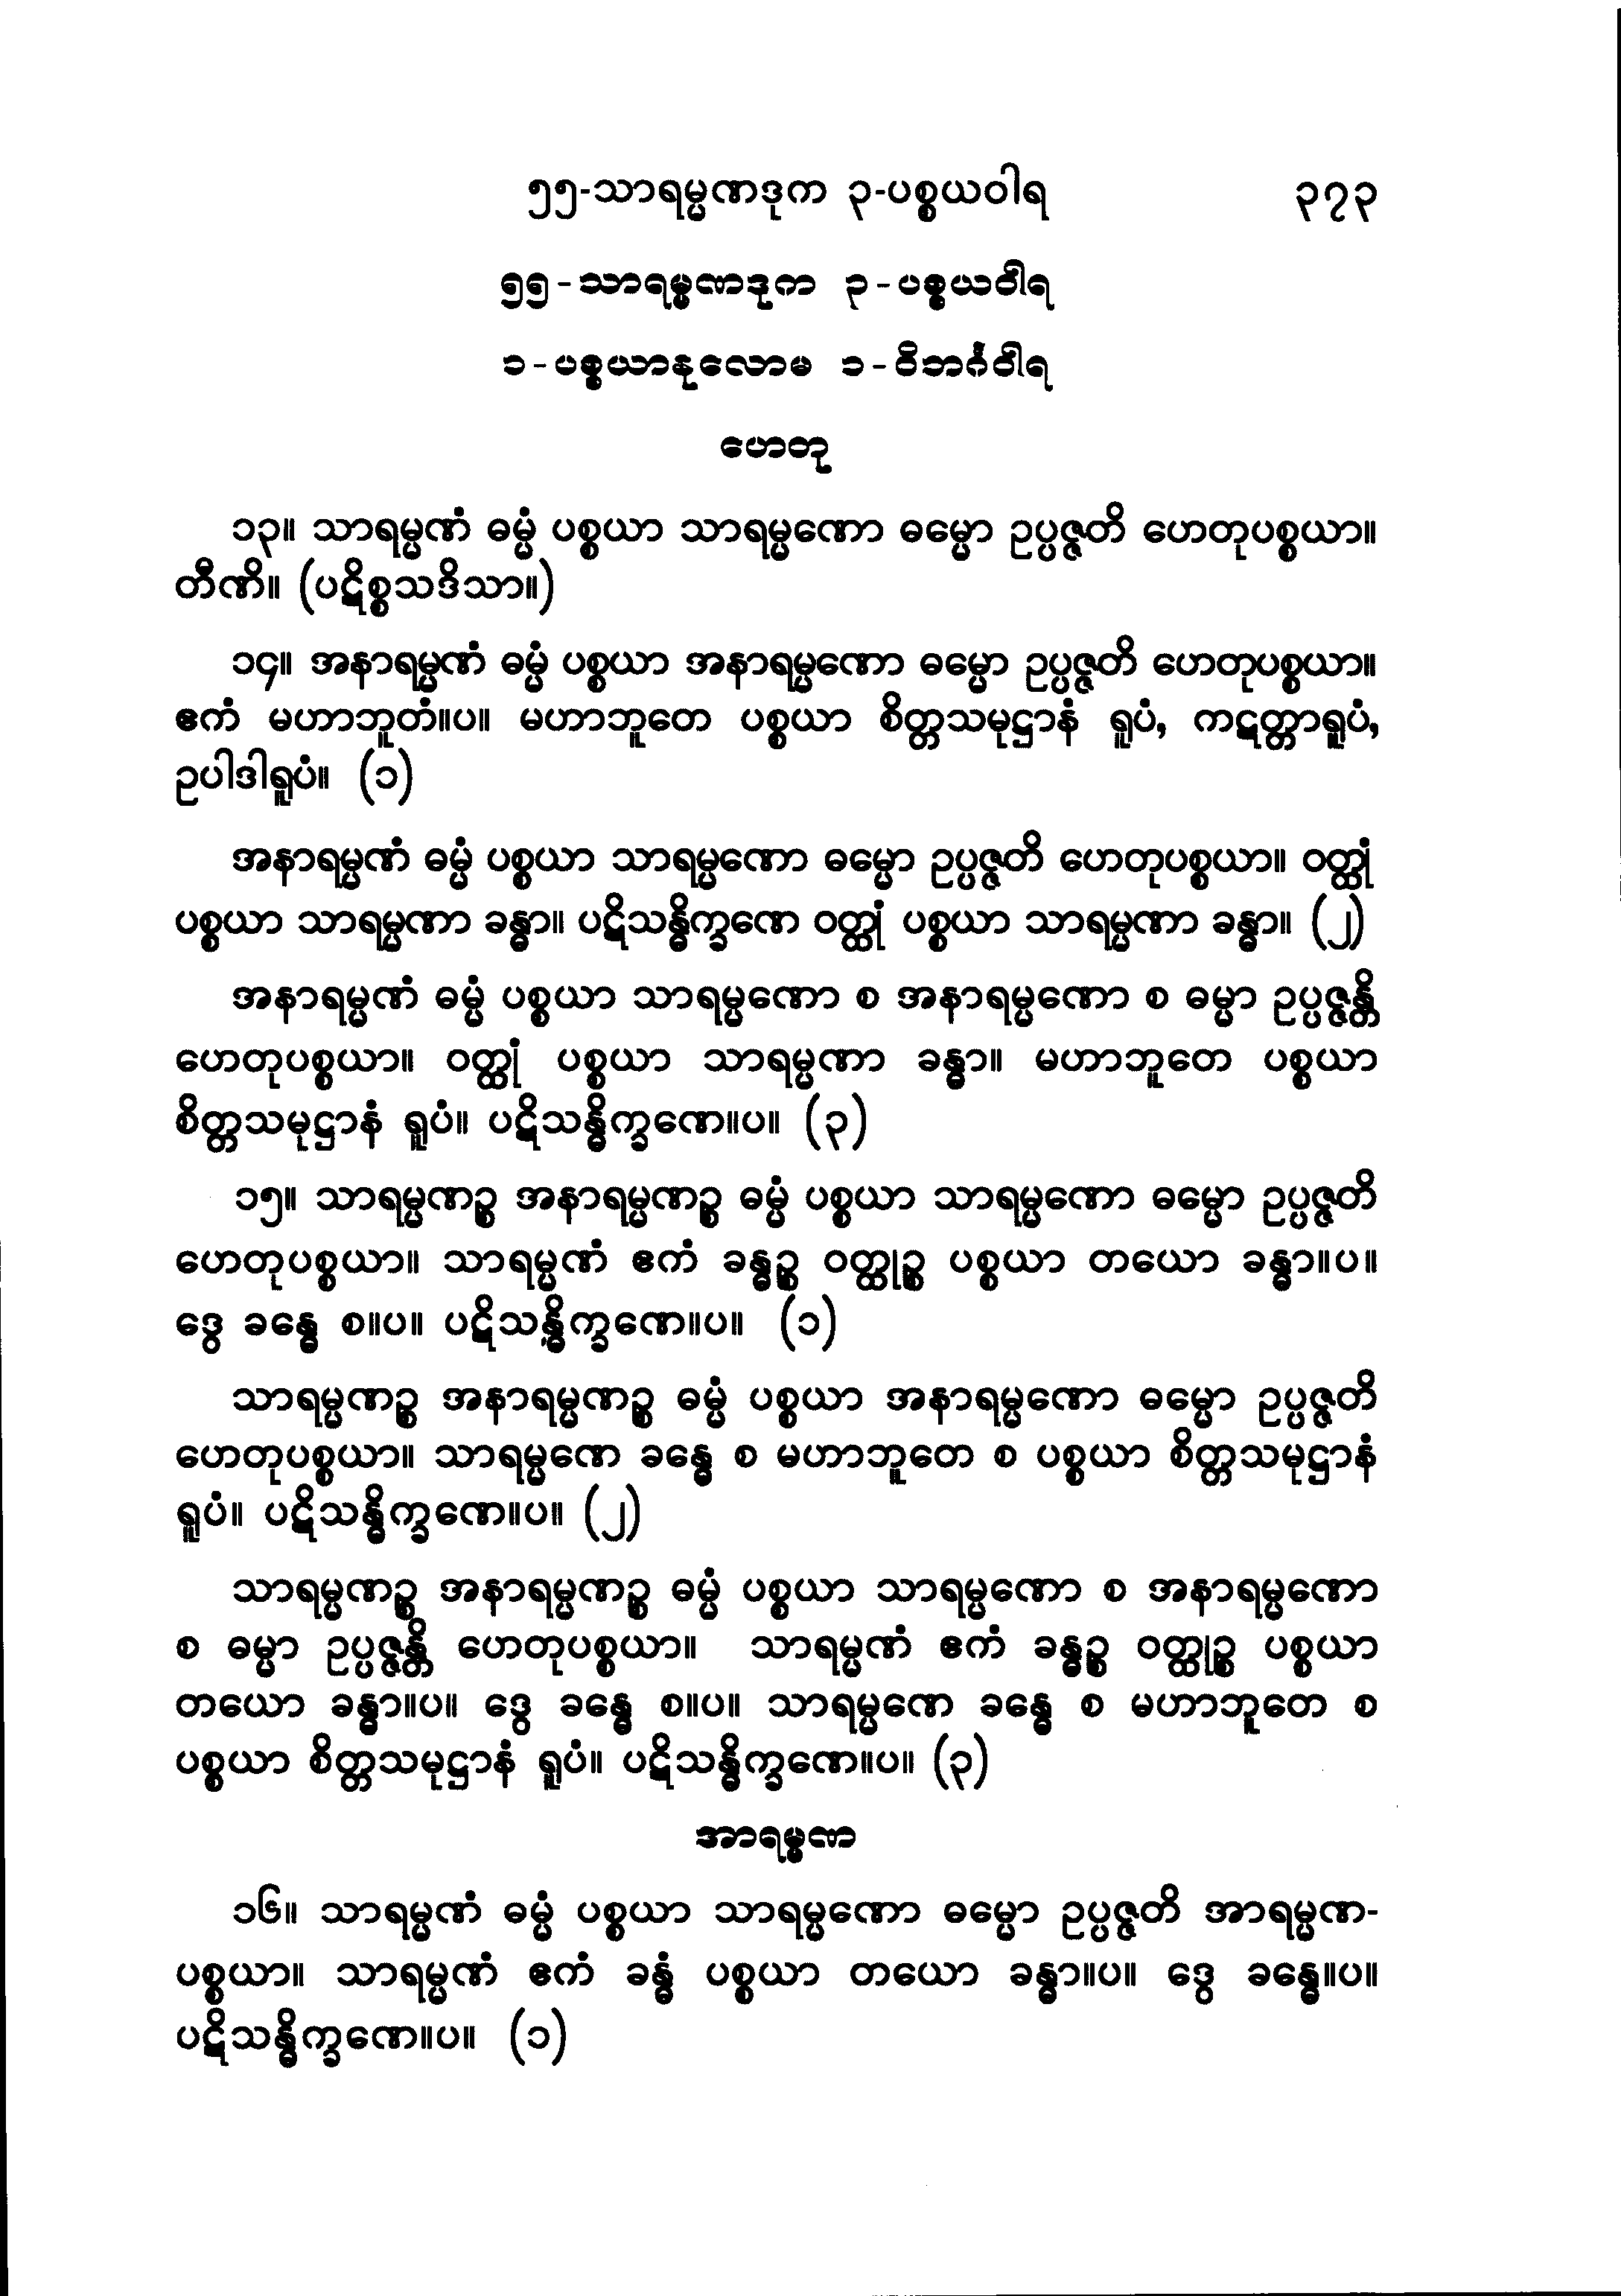 ၅၅-သာရမ္မဏဒုက ၃-ပစ္စယဝါရ ၃၇၃
၅၅-သာရမ္မဏဒုက ၃-ပစ္စယဝါရ
၁-ပစ္စယာနုလောမ ၁-ဝိဘင်္ဂဝါရ
ဟေတု
၁၃။ သာရမ္မဏံ ဓမ္မံ ပစ္စယာ သာရမ္မဏော ဓမ္မော ဥပ္ပဇ္ဇတိ ဟေတုပစ္စယာ။
တီဏိ။ (ပဋိစ္စသဒိသာ။)
၁၄။ အနာရမ္မဏံ ဓမ္မံ ပစ္စယာ အနာရမ္မဏော ဓမ္မော ဥပ္ပဇ္ဇတိ ဟေတုပစ္စယာ။
ဧကံ မဟာဘူတံ။ပ။ မဟာဘူတေ ပစ္စယာ စိတ္တသမုဋ္ဌာနံ ရူပံ, ကဋတ္တာရူပံ,
ဥပါဒါရူပံ။ (၁)
အနာရမ္မဏံ ဓမ္မံ ပစ္စယာ သာရမ္မဏော ဓမ္မော ဥပ္ပဇ္ဇတိ ဟေတုပစ္စယာ။ ဝတ္ထုံ
ပစ္စယာ သာရမ္မဏာ ခန္ဓာ။ ပဋိသန္ဓိက္ခဏေ ဝတ္ထုံ ပစ္စယာ သာရမ္မဏာ ခန္ဓာ။ (၂)
အနာရမ္မဏံ ဓမ္မံ ပစ္စယာ သာရမ္မဏော စ အနာရမ္မဏော စ ဓမ္မာ ဥပ္ပဇ္ဇန္တိ
ဟေတုပစ္စယာ။ ဝတ္ထုံ ပစ္စယာ သာရမ္မဏာ ခန္ဓာ။ မဟာဘူတေ ပစ္စယာ
စိတ္တသမုဋ္ဌာနံ ရူပံ။ ပဋိသန္ဓိက္ခဏေ။ပ။ (၃)
၁၅။ သာရမ္မဏဉ္စ အနာရမ္မဏဉ္စ ဓမ္မံ ပစ္စယာ သာရမ္မဏော ဓမ္မော ဥပ္ပဇ္ဇတိ
ဟေတုပစ္စယာ။ သာရမ္မဏံ ဧကံ ခန္ဓဉ္စ ဝတ္ထုဉ္စ ပစ္စယာ တယော ခန္ဓာ။ပ။
ဒွေ ခန္ဓေ စ။ပ။ ပဋိသန္ဓိက္ခဏေ။ပ။ (၁)
သာရမ္မဏဉ္စ အနာရမ္မဏဉ္စ ဓမ္မံ ပစ္စယာ အနာရမ္မဏော ဓမ္မော ဥပ္ပဇ္ဇတိ
ဟေတုပစ္စယာ။ သာရမ္မဏေ ခန္ဓေ စ မဟာဘူတေ စ ပစ္စယာ စိတ္တသမုဋ္ဌာနံ
ရူပံ။ ပဋိသန္ဓိက္ခဏေ။ပ။ (၂)
သာရမ္မဏဉ္စ အနာရမ္မဏဉ္စ ဓမ္မံ ပစ္စယာ သာရမ္မဏော စ အနာရမ္မဏော
စ ဓမ္မာ ဥပ္ပဇ္ဇန္တိ ဟေတုပစ္စယာ။ သာရမ္မဏံ ဧကံ ခန္ဓဉ္စ ဝတ္ထုဉ္စ ပစ္စယာ
တယော ခန္ဓာ။ပ။ ဒွေ ခန္ဓေ စ။ပ။ သာရမ္မဏေ ခန္ဓေ စ မဟာဘူတေ စ
ပစ္စယာ စိတ္တသမုဋ္ဌာနံ ရူပံ။ ပဋိသန္ဓိက္ခဏေ။ပ။ (၃)
အာရမ္မဏ
၁၆။ သာရမ္မဏံ ဓမ္မံ ပစ္စယာ သာရမ္မဏော ဓမ္မော ဥပ္ပဇ္ဇတိ အာရမ္မဏ-
ပစ္စယာ။ သာရမ္မဏံ ဧကံ ခန္ဓံ ပစ္စယာ တယော ခန္ဓာ။ပ။ ဒွေ ခန္ဓေ။ပ။
ပဋိသန္ဓိက္ခဏေ။ပ။ (၁)